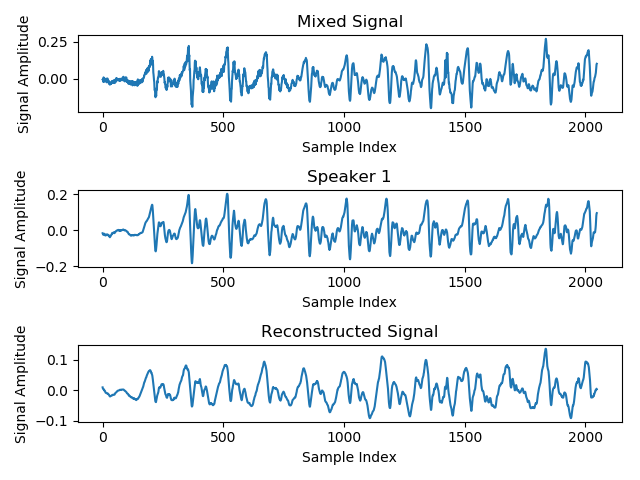 Mixed Signal
Signal Amplitude
0.25
0.00
0 500 1000 1500 2000
Sample Index
Speaker 1
Signal Amplitude
0.2
0.0
−0.2
0 500 1000 1500 2000
Sample Index
Reconstructed Signal
Signal Amplitude
0.1
0.0
−0.1
0 500 1000 1500 2000
Sample Index